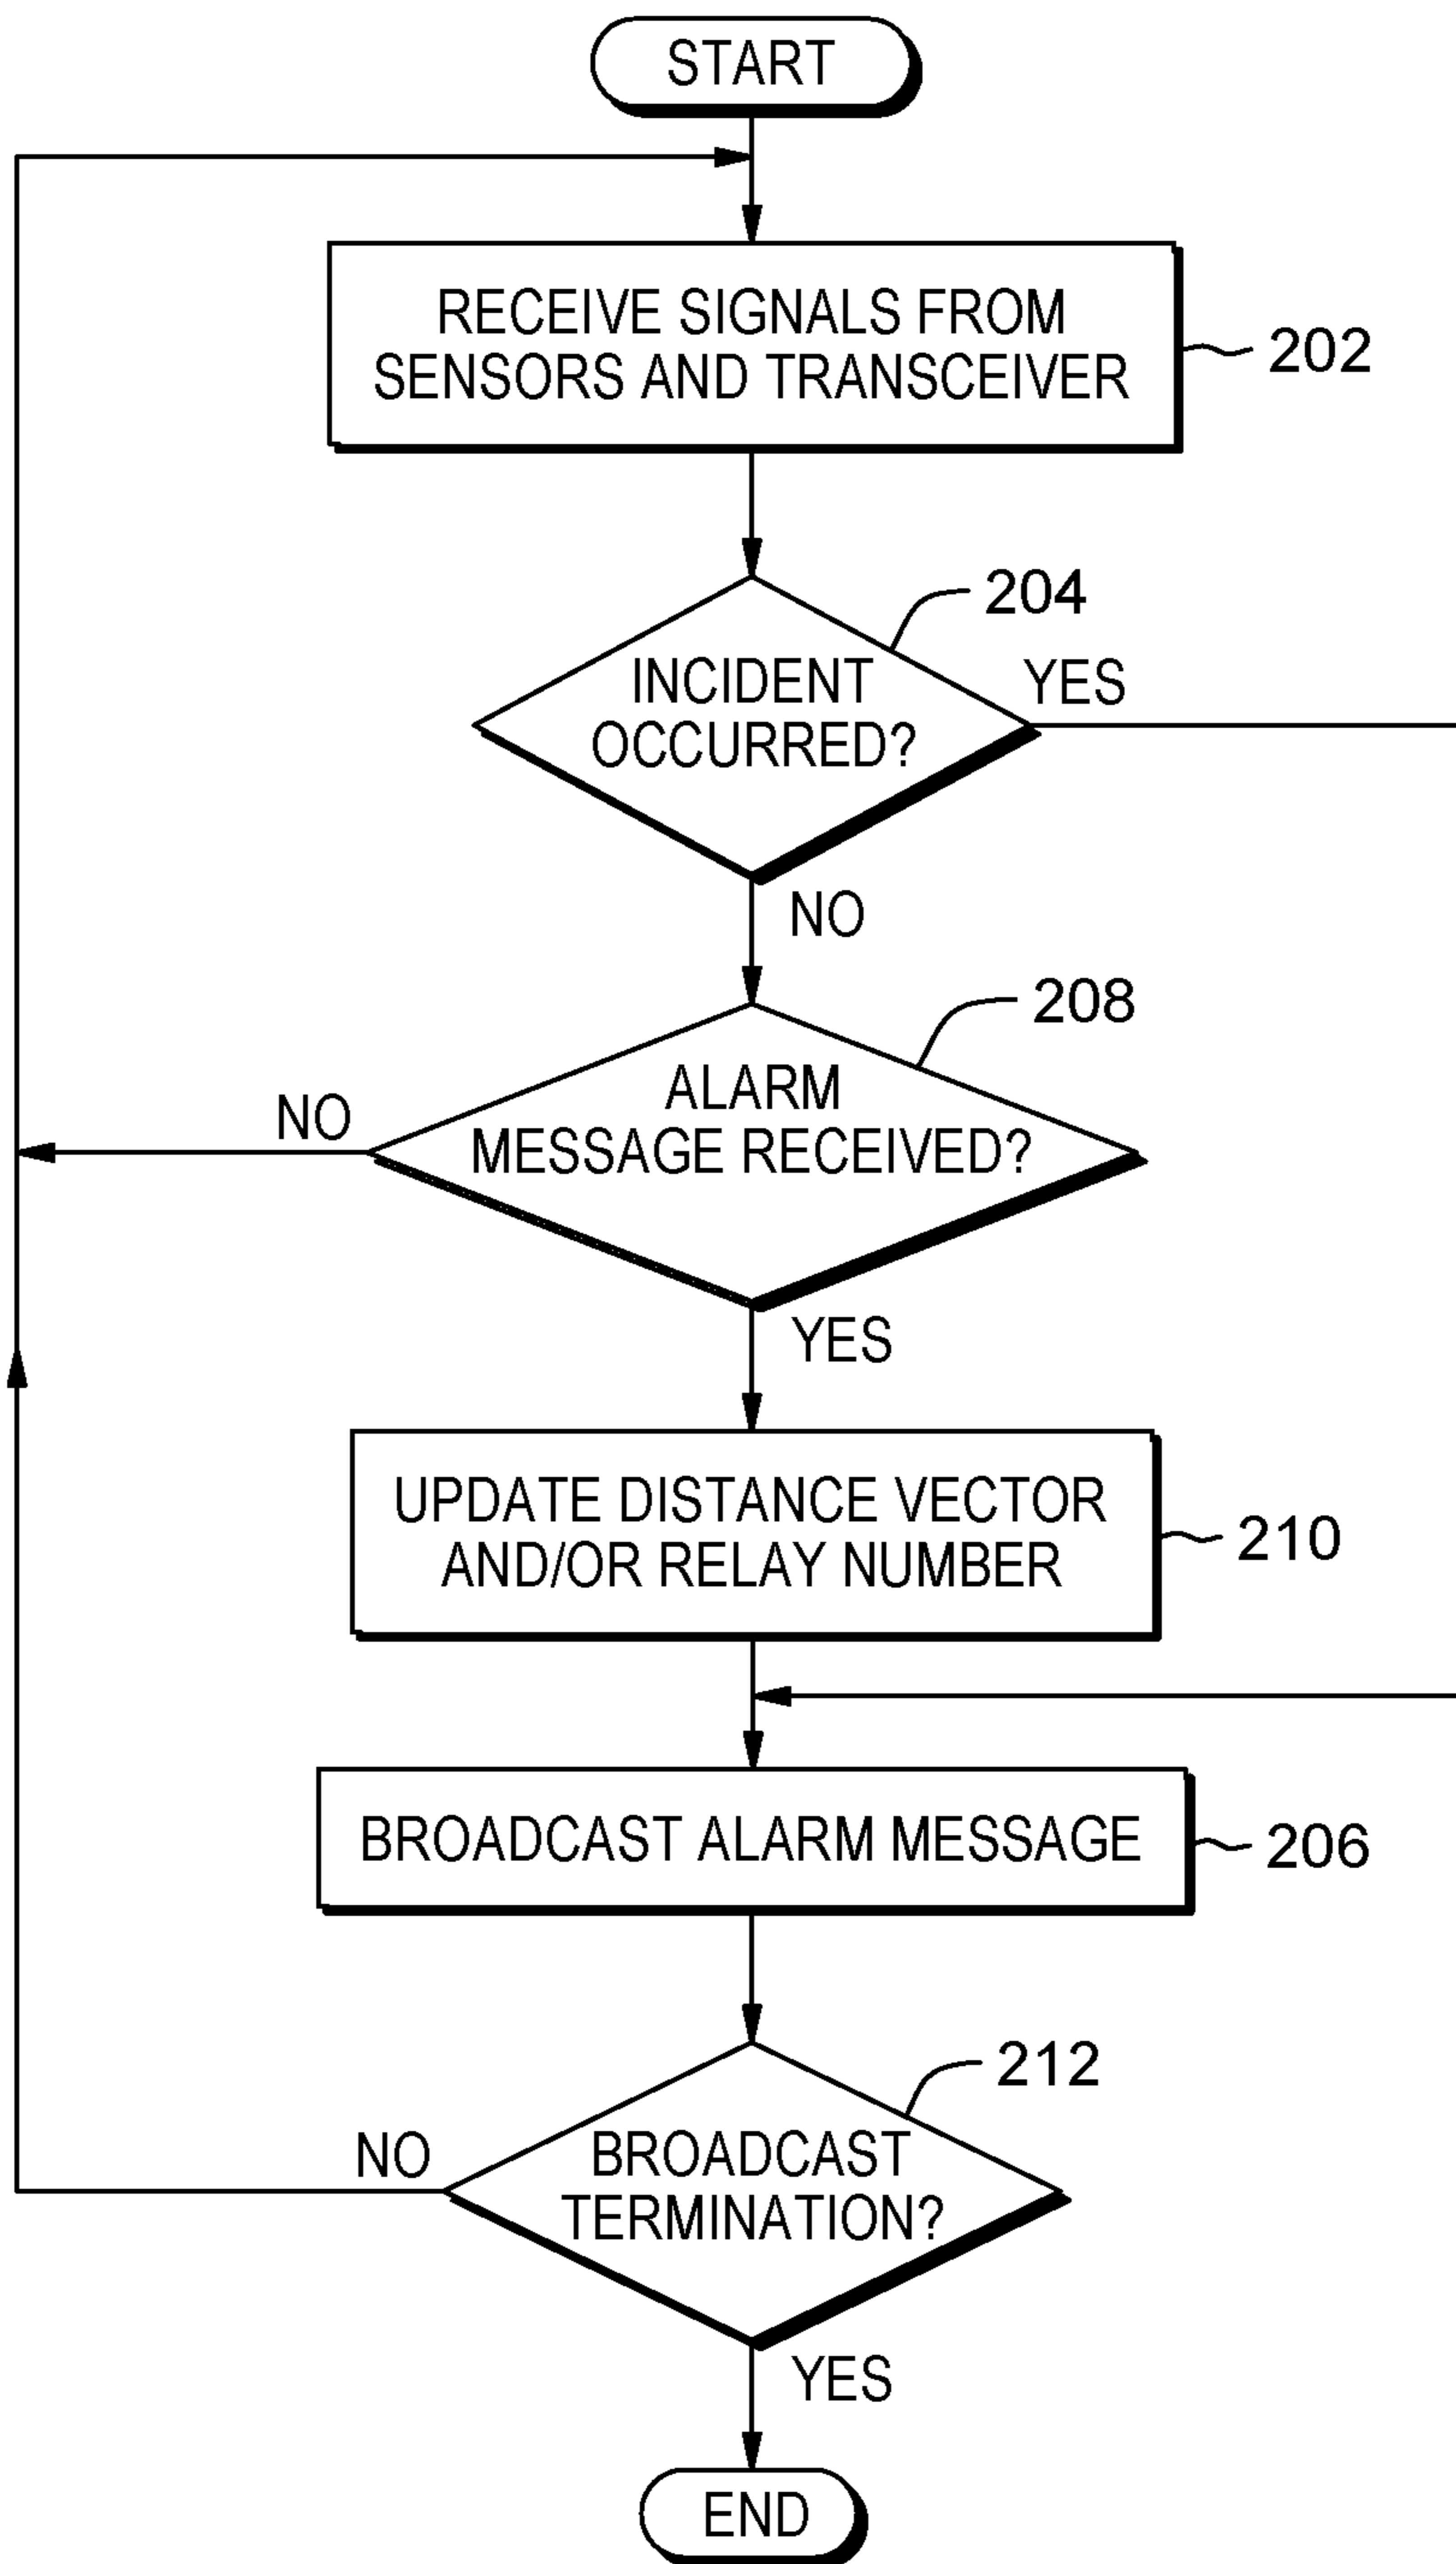 START
RECEIVE SIGNALS FROM
SENSORS AND TRANSCEIVER
202
204
INCIDENT
OCCURRED?
YES
NO
208
ALARM
MESSAGE RECEIVED?
NO
YES
UPDATE DISTANCE VECTOR
AND/OR RELAY NUMBER
210
BROADCAST ALARM MESSAGE
206
212
BROADCAST
TERMINATION?
NO
YES
END